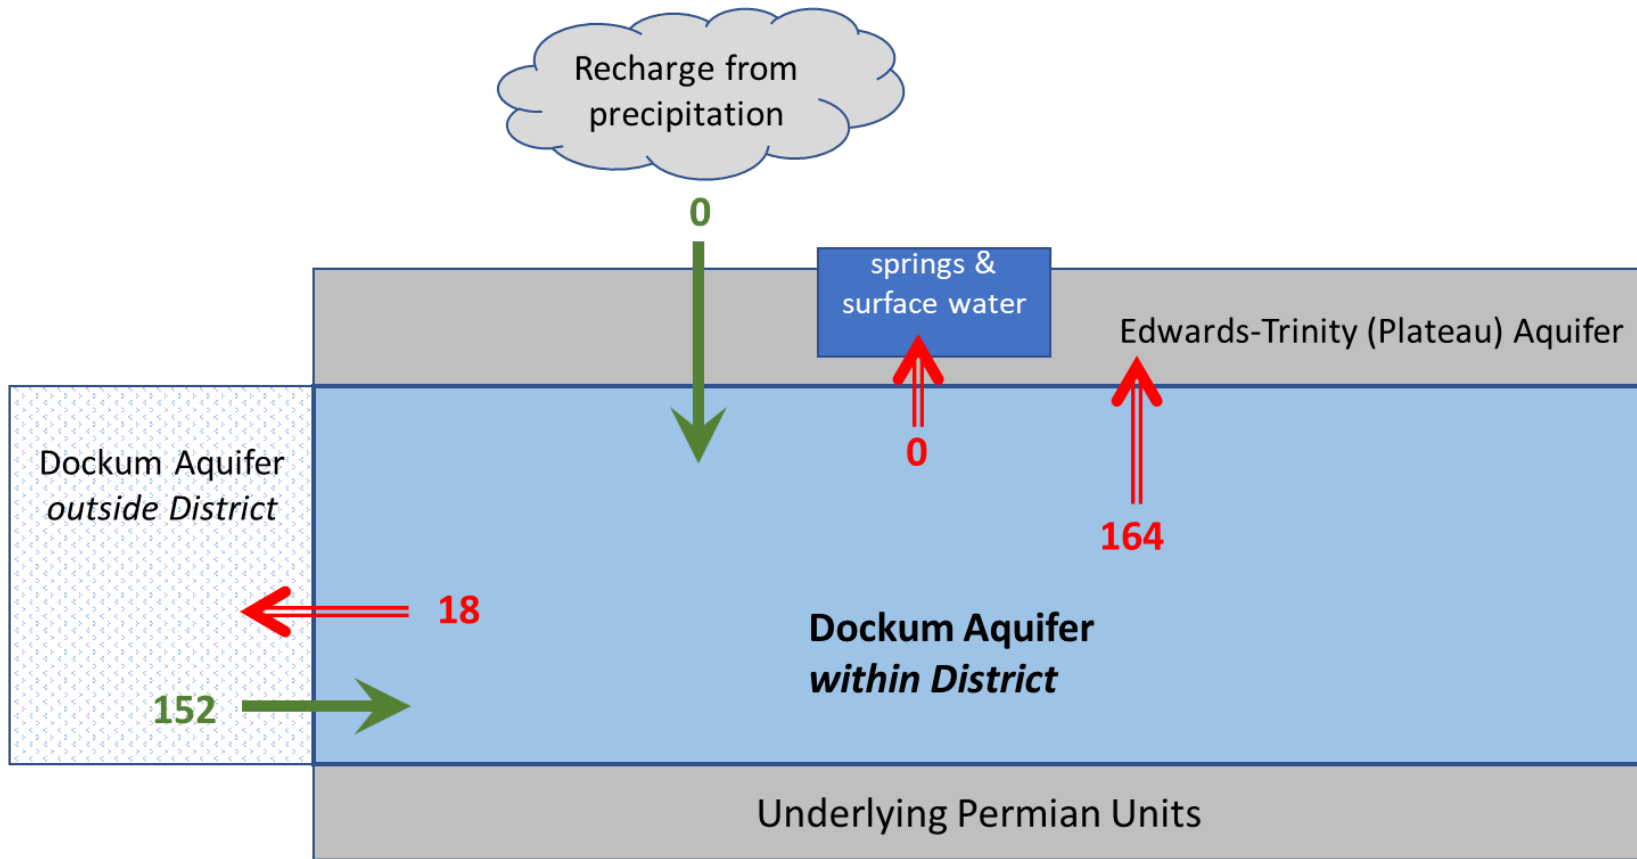 Recharge from
precipitation
0
springs &
surface water
Edwards-Trinity (Plateau) Aquifer
Dockum Aquifer
outside District
0
164
18
152
Dockum Aquifer
within District
Underlying Permian Units